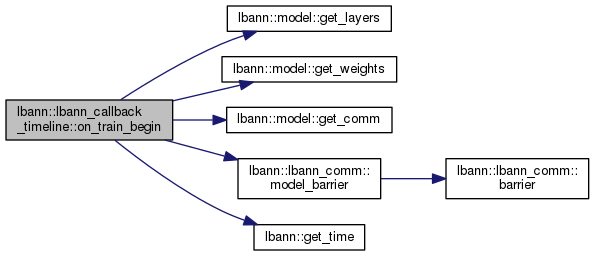 lbann::model::get_layers
lbann::model::get_weights
lbann::lbann_callback
_timeline::on_train_begin
lbann::model::get_comm
lbann::lbann_comm::
model_barrier
lbann::lbann_comm::
barrier
lbann::get_time